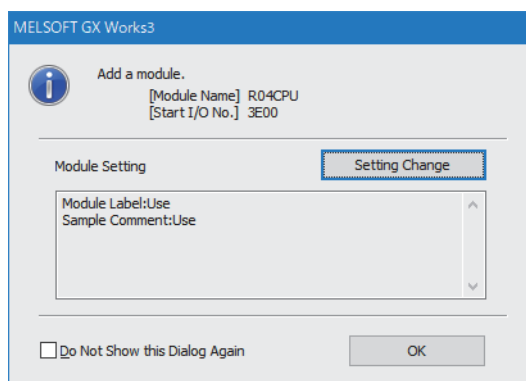 MELSOFT GX Works3
Add a module.
[Module Name] R04CPU
[Start I/O No.] 3E00
Module Setting
Setting Change
Module Label:Use
Sample Comment:Use
Do Not Show this Dialog Again
OK